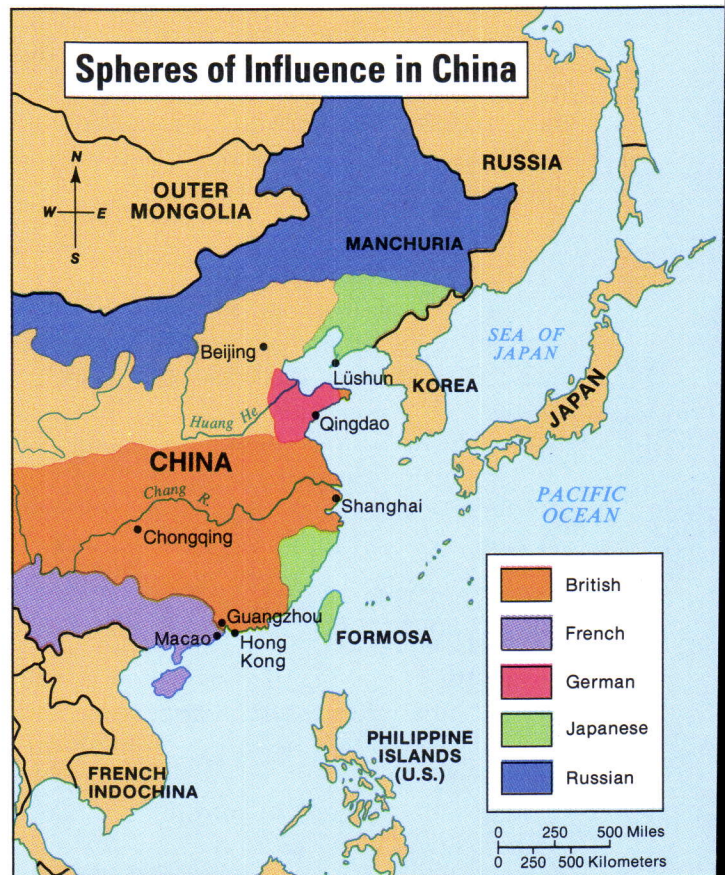 Spheres of Influence in China
N
W
E
S
OUTER
MONGOLIA
RUSSIA
MANCHURIA
Beijing
Lüshun
KOREA
SEA OF
JAPAN
JAPAN
Huang He
Qingdao
CHINA
Chang R.
Shanghai
Chongqing
PACIFIC
OCEAN
Guangzhou
Macao
Hong
Kong
FORMOSA
FRENCH
INDOCHINA
PHILIPPINE
ISLANDS
(U.S.)
British
French
German
Japanese
Russian
0 250 500 Miles
0 250 500 Kilometers